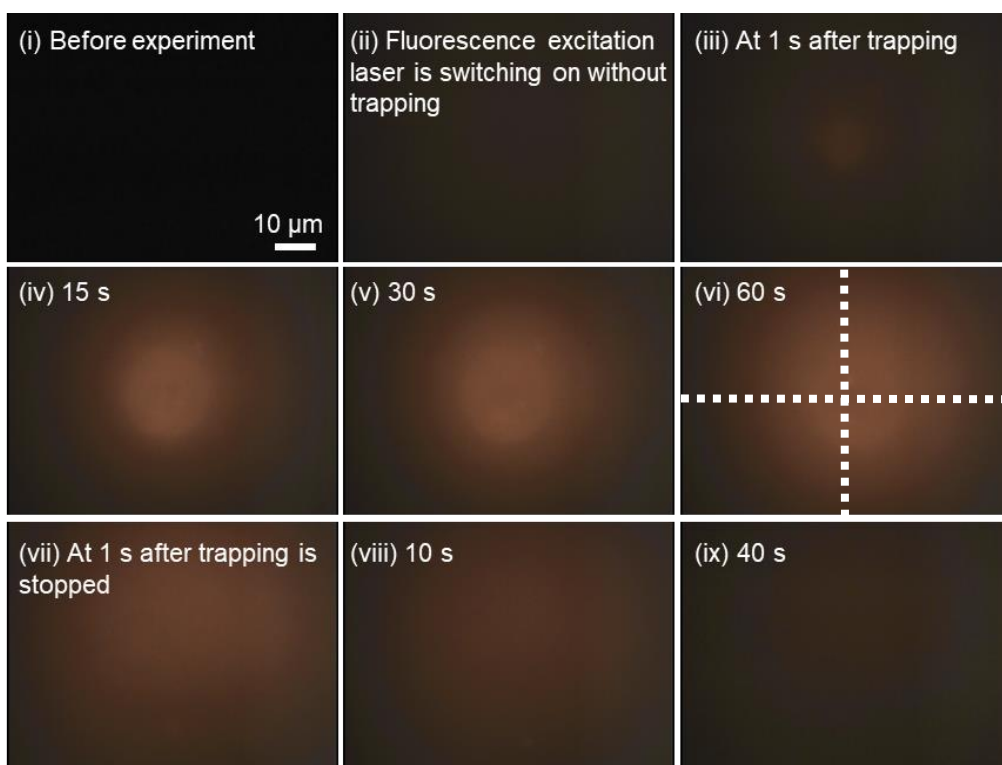 (i) Before experiment
10 μm
(ii) Fluorescence excitation
laser is switching on without
trapping
(iii) At 1 s after trapping
(iv) 15 s
(v) 30 s
(vi) 60 s
(vii) At 1 s after trapping is
stopped
(viii) 10 s
(ix) 40 s